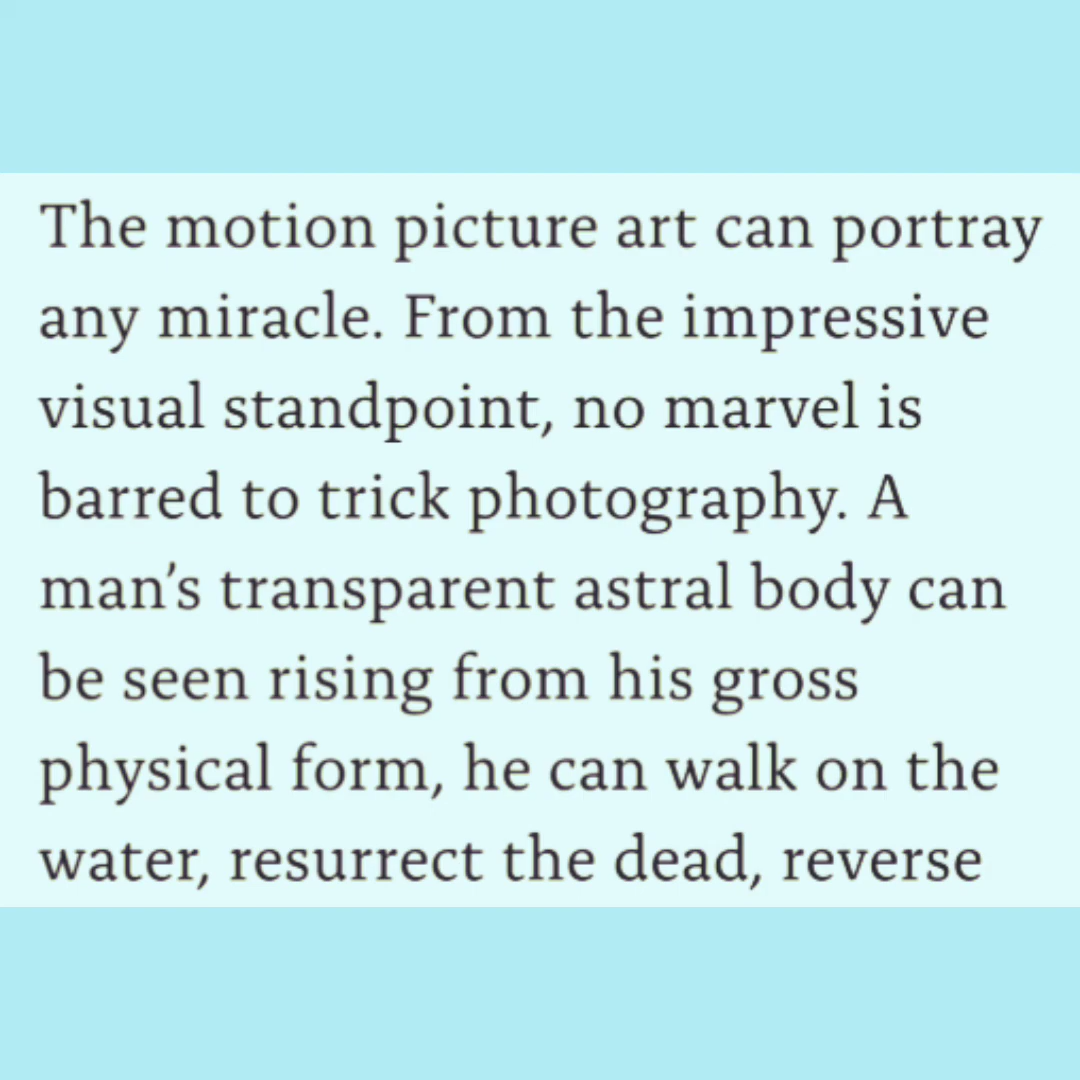 The motion picture art can portray
any miracle. From the impressive
visual standpoint, no marvel is
barred to trick photography. A
man’s transparent astral body can
be seen rising from his gross
physical form, he can walk on the
water, resurrect the dead, reverse